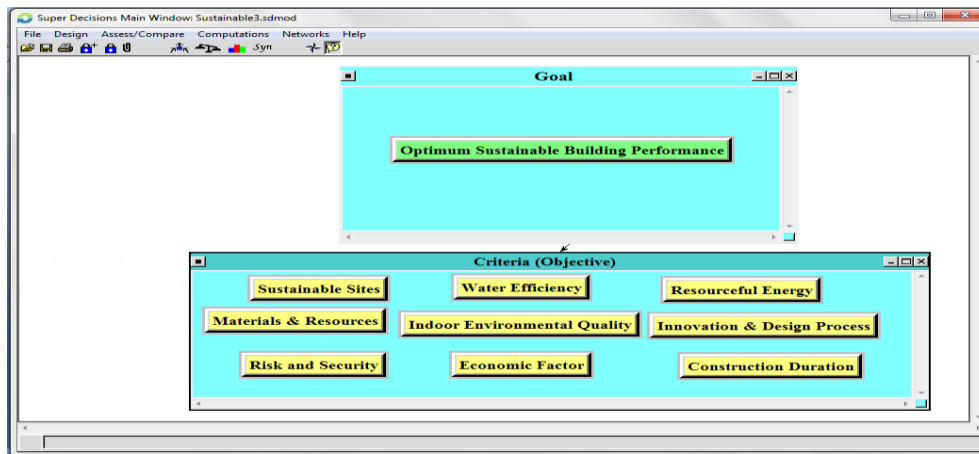 Super Decisions Main Window: Sustainable3.sdmod
File Design Assess/Compare Computations Networks Help
Syn
Goal
Optimum Sustainable Building Performance
Criteria (Objective)
Sustainable Sites Water Efficiency Resourceful Energy
Materials & Resources Indoor Environmental Quality Innovation & Design Process
Risk and Security Economic Factor Construction Duration